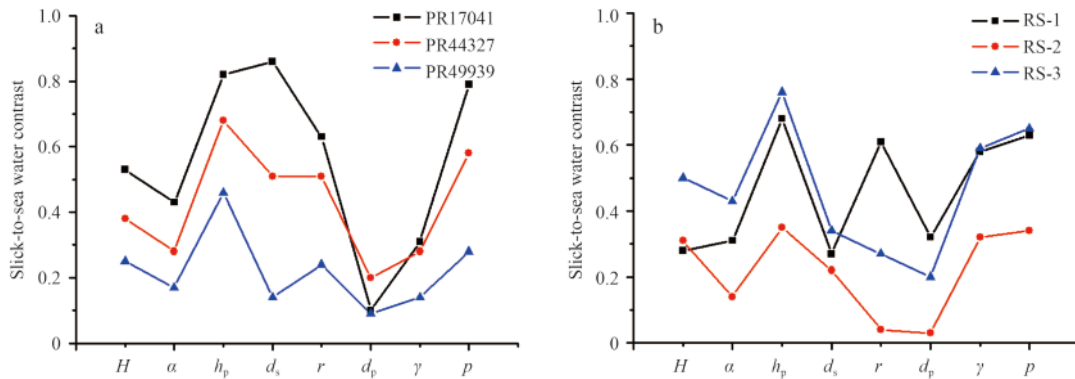 a
PR17041
PR44327
PR49939
Slick-to-sea water contrast
1.0
0.8
0.6
0.4
0.2
0
H α hp ds r dp γ p
b
RS-1
RS-2
RS-3
Slick-to-sea water contrast
1.0
0.8
0.6
0.4
0.2
0
H α hp ds r dp γ p